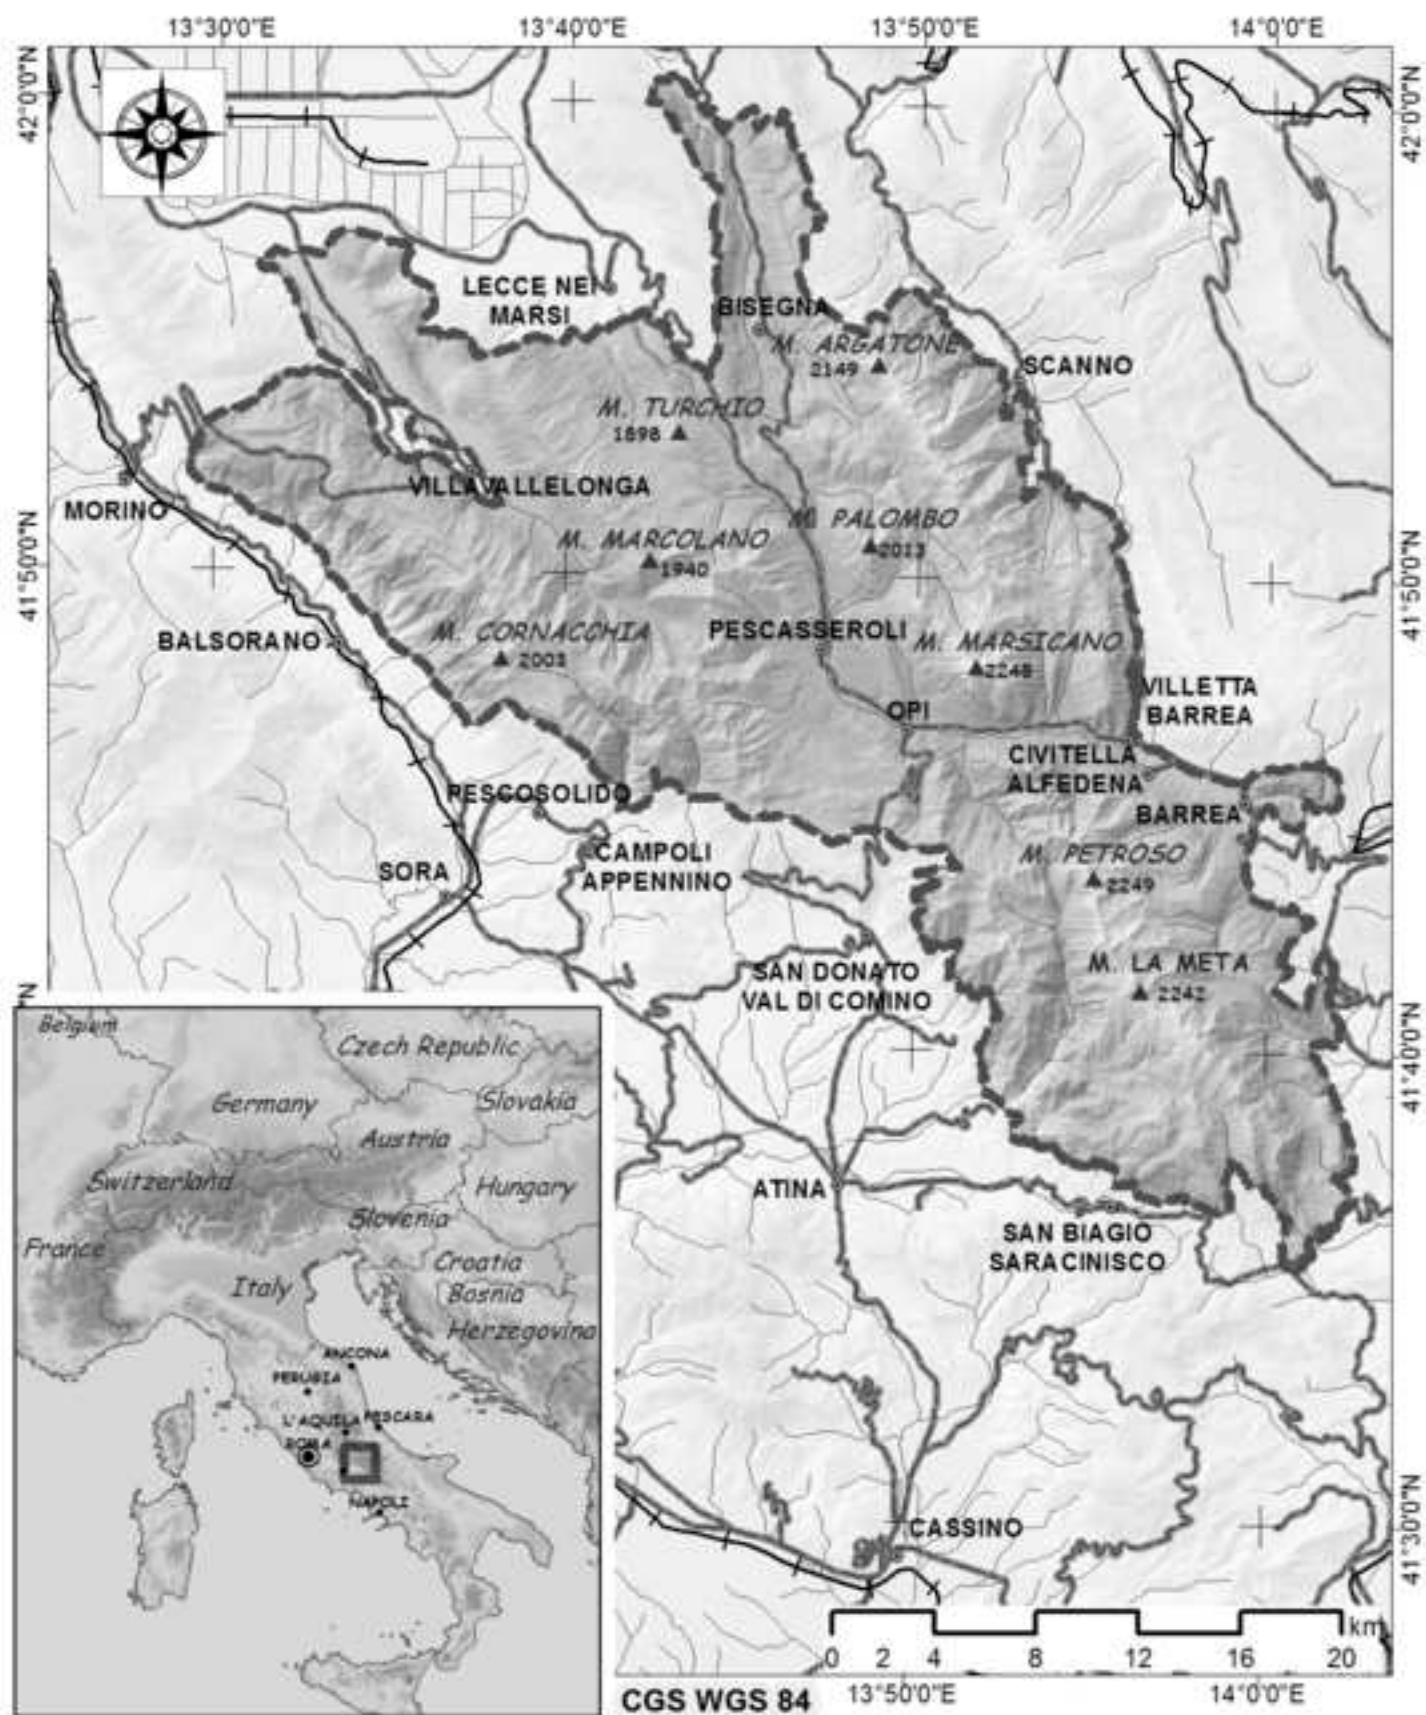 13°30'0"E 13°40'0"E 13°50'0"E 14°0'0"E
42°0'0"N
42°0'0"N
LECCE NEI
MARSI
BISEGNA
M. ARGATONE
2149
SCANNO
M. TURCHIO
1898
VILLAVALLELONGA
MORINO
M. PALOMBO
2013
M. MARCOLANO
1940
41°50'0"N
41°50'0"N
BALSORANO
M. CORNACCHIA
2003
PESCASSEROLI
M. MARSICANO
2248
OPI
VILLETTA
BARREA
CIVITELLA
ALFEDENA
BARREA
PESCOSOLIDO
CAMPOLI
APPENNINO
SORA
M. PETROSO
2249
SAN DONATO
VAL DI COMINO
M. LA META
2242
N
41°40'0"N
ATINA
SAN BIAGIO
SARACINISCO
CASSINO
41°30'0"N
Belgium
Czech Republic
Germany
Slovakia
Austria
Switzerland
Hungary
Slovenia
France
Croatia
Italy
Bosnia
Herzegovina
ANCONA
PERUGIA
L'AQUILA
PESCARA
ROMA
NAPOLI
km
0 2 4 8 12 16 20
CGS WGS 84
13°50'0"E 14°0'0"E